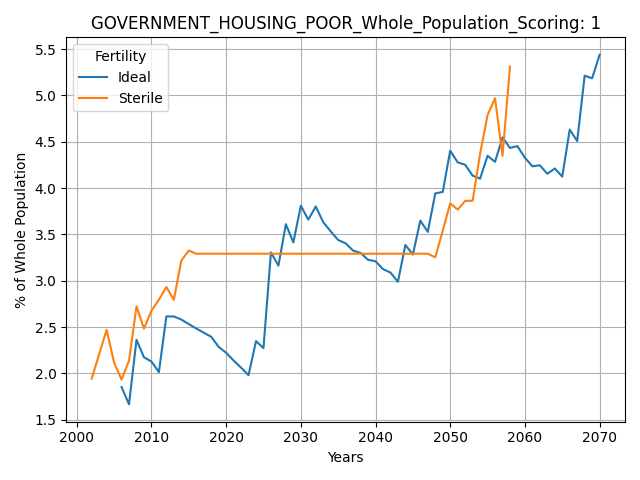 GOVERNMENT_HOUSING_POOR_Whole_Population_Scoring: 1
Fertility
Ideal
Sterile
% of Whole Population
5.5
5.0
4.5
4.0
3.5
3.0
2.5
2.0
1.5
2000 2010 2020 2030 2040 2050 2060 2070
Years